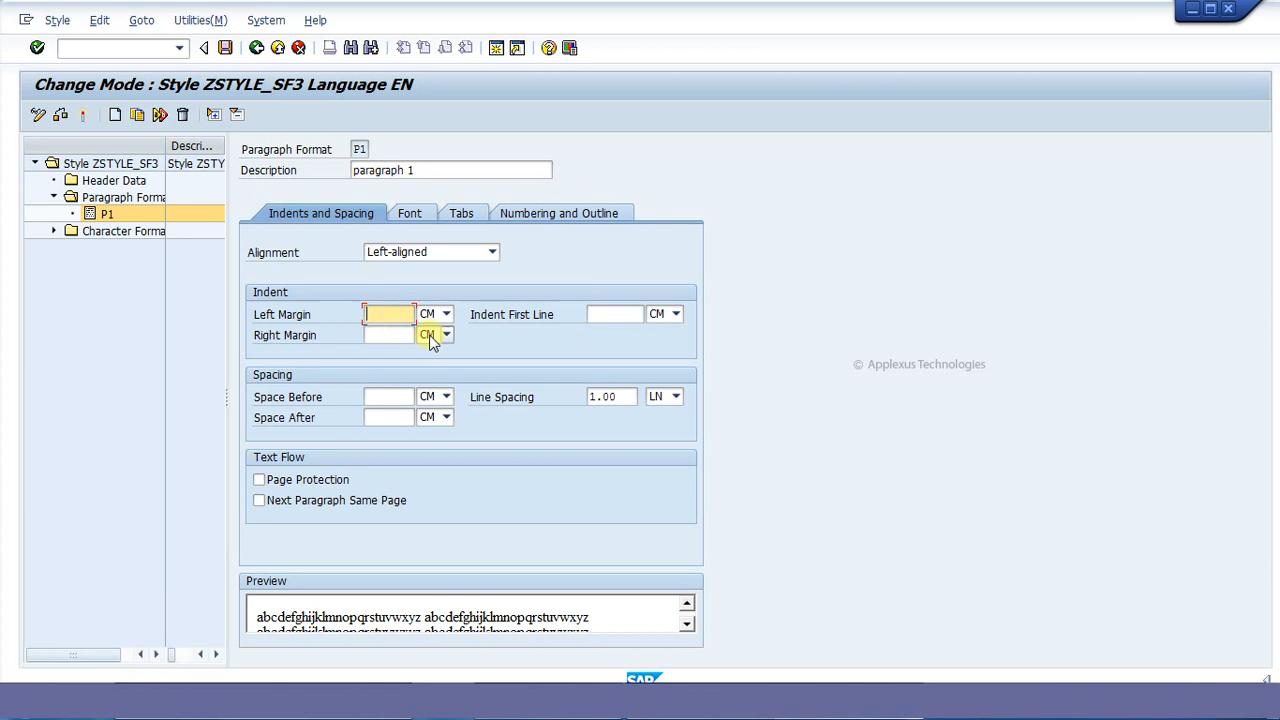 Style Edit Goto Utilities(M) System Help
Change Mode : Style ZSTYLE_SF3 Language EN
Descri...
Style ZSTYLE_SF3 Style ZSTY
Header Data
Paragraph Forma
P1
Character Forma
Paragraph Format P1
Description paragraph 1
Indents and Spacing Font Tabs Numbering and Outline
Alignment Left-aligned
Indent
Left Margin CM Indent First Line CM
Right Margin CM
Spacing
Space Before CM Line Spacing 1.00 LN
Space After CM
Text Flow
Page Protection
Next Paragraph Same Page
Preview
abcdefghijklmnopqrstuvwxyz abcdefghijklmnopqrstuvwxyz
© Applexus Technologies
SAP